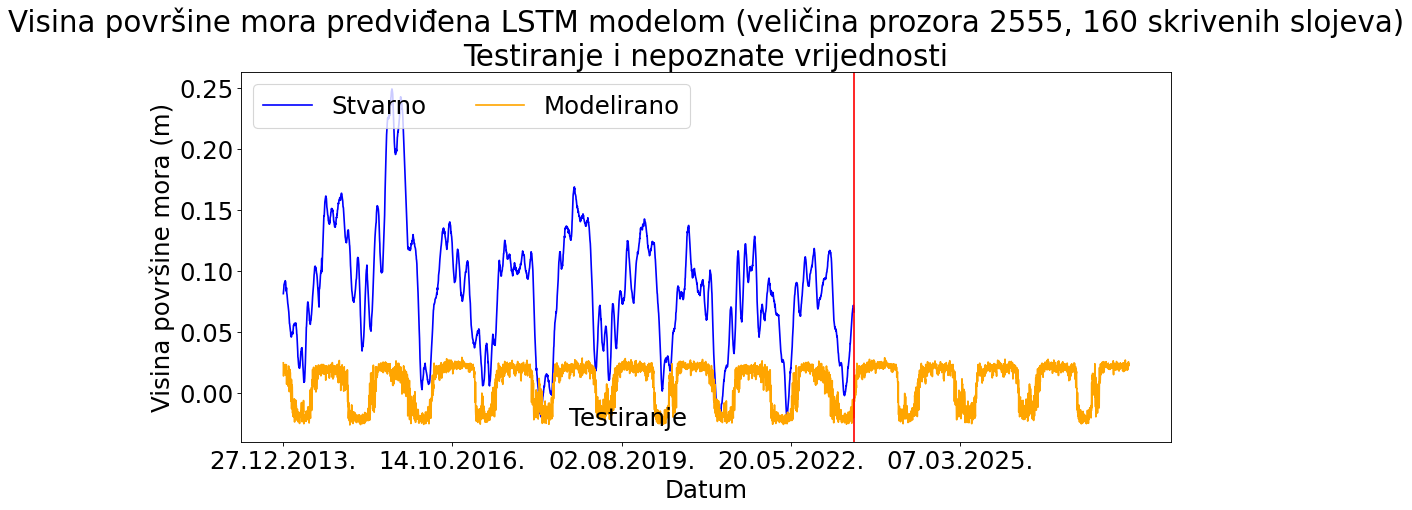 Visina površine mora predviđena LSTM modelom (veličina prozora 2555, 160 skrivenih slojeva)
Testiranje i nepoznate vrijednosti
Stvarno
Modelirano
Visina površine mora (m)
0.25
0.20
0.15
0.10
0.05
0.00
Testiranje
27.12.2013.
14.10.2016.
02.08.2019.
20.05.2022.
07.03.2025.
Datum